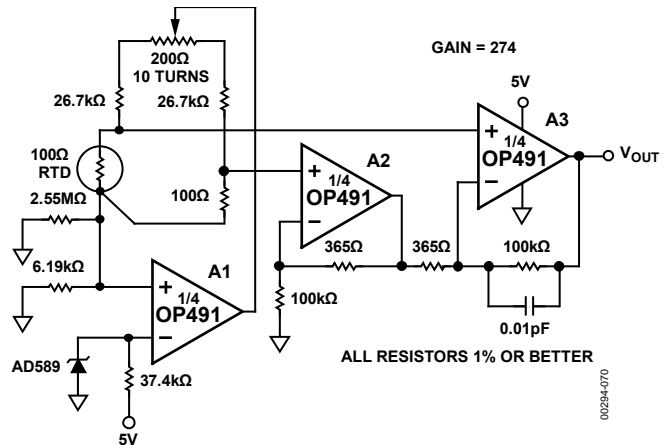 200Ω
10 TURNS
26.7kΩ
26.7kΩ
100Ω
RTD
2.55MΩ
100Ω
6.19kΩ
A1
1/4
OP491
+
−
AD589
37.4kΩ
5V
A2
1/4
OP491
+
−
365Ω
365Ω
100kΩ
GAIN = 274
5V
A3
1/4
OP491
+
−
VOUT
100kΩ
0.01pF
ALL RESISTORS 1% OR BETTER
00294-070